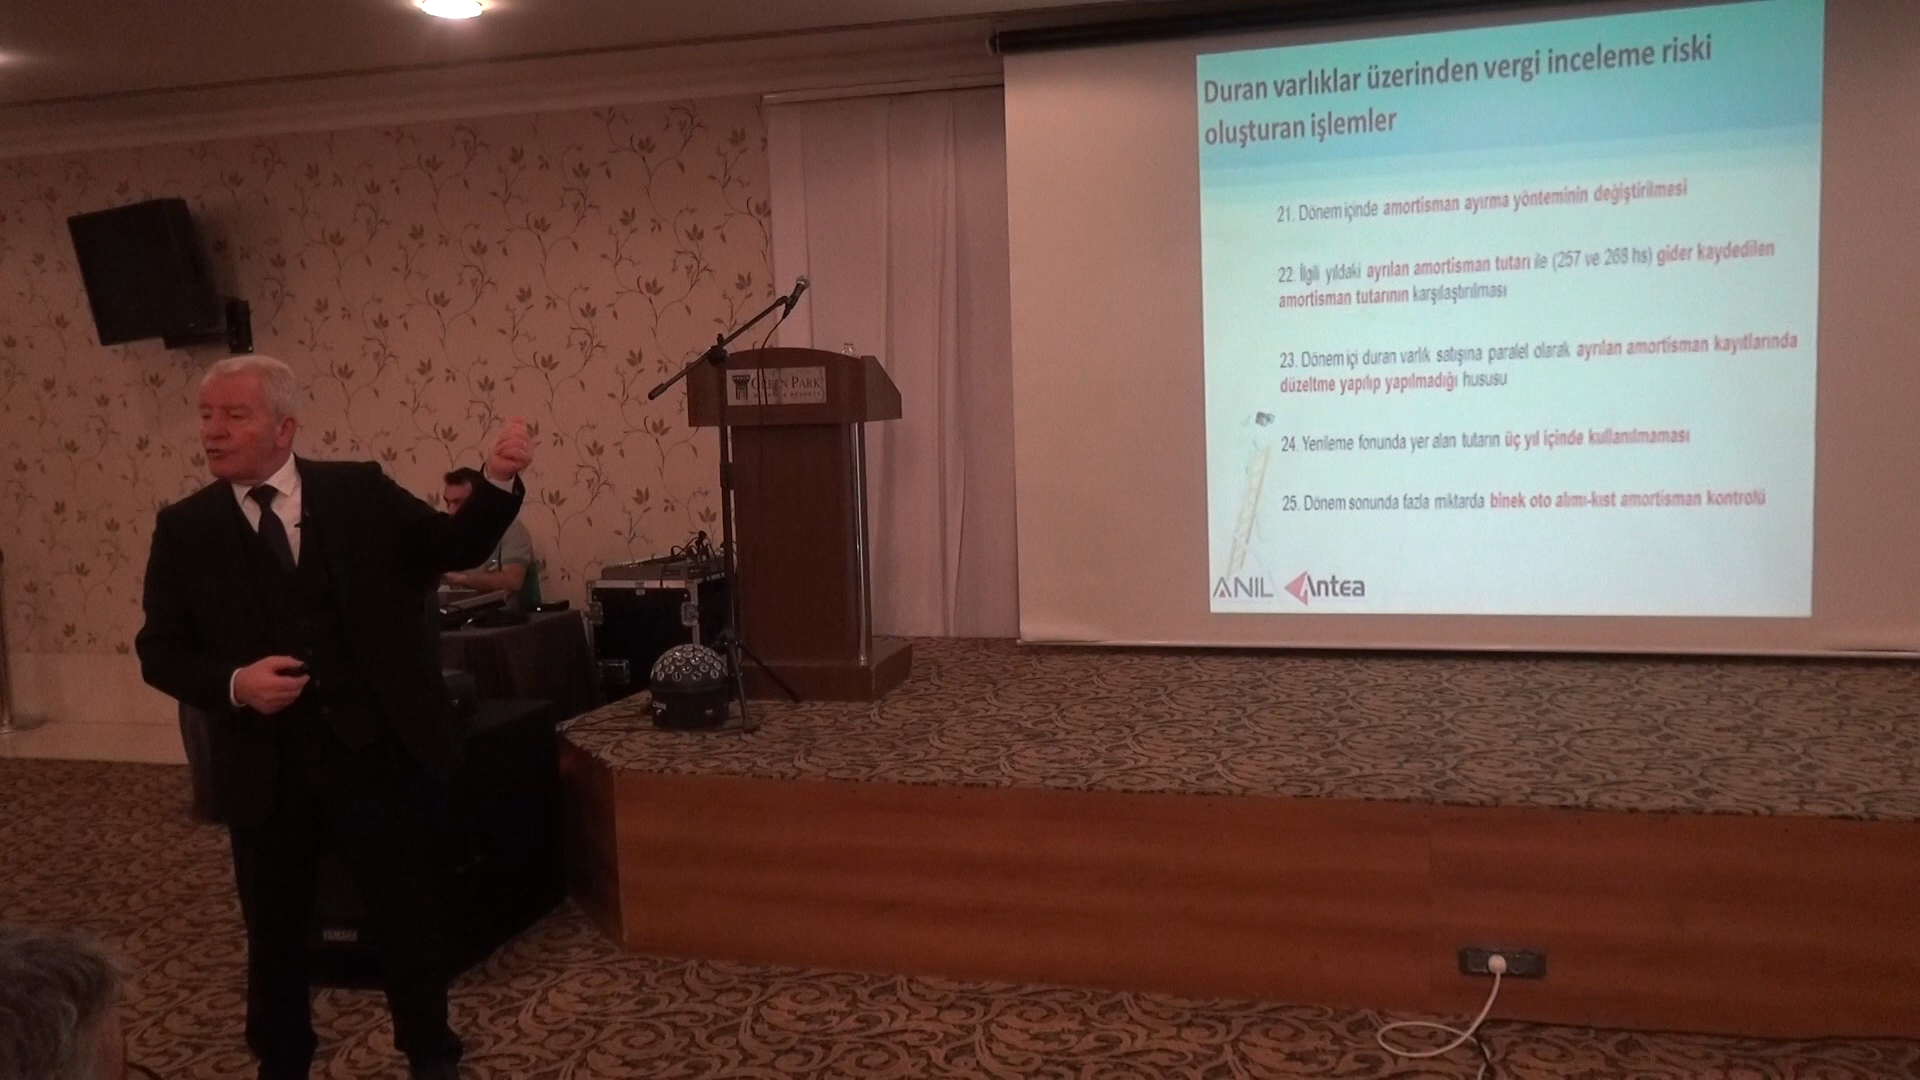 Duran varlıklar üzerinden vergi inceleme riski
oluşturan işlemler
21. Dönem içinde amortisman ayırma yönteminin değiştirilmesi
22. İlgili yıldaki ayrılan amortisman tutarı ile (257 ve 268 hs) gider kaydedilen
amortisman tutarının karşılaştırılması
23. Dönem içi duran varlık satışına paralel olarak ayrılan amortisman kayıtlarında
düzeltme yapılıp yapılmadığı hususu
24. Yenileme fonunda yer alan tutarın üç yıl içinde kullanılmaması
25. Dönem sonunda fazla miktarda binek oto alımı-kıst amortisman kontrolü
ANIL Antea
GREEN PARK
YAMAHA